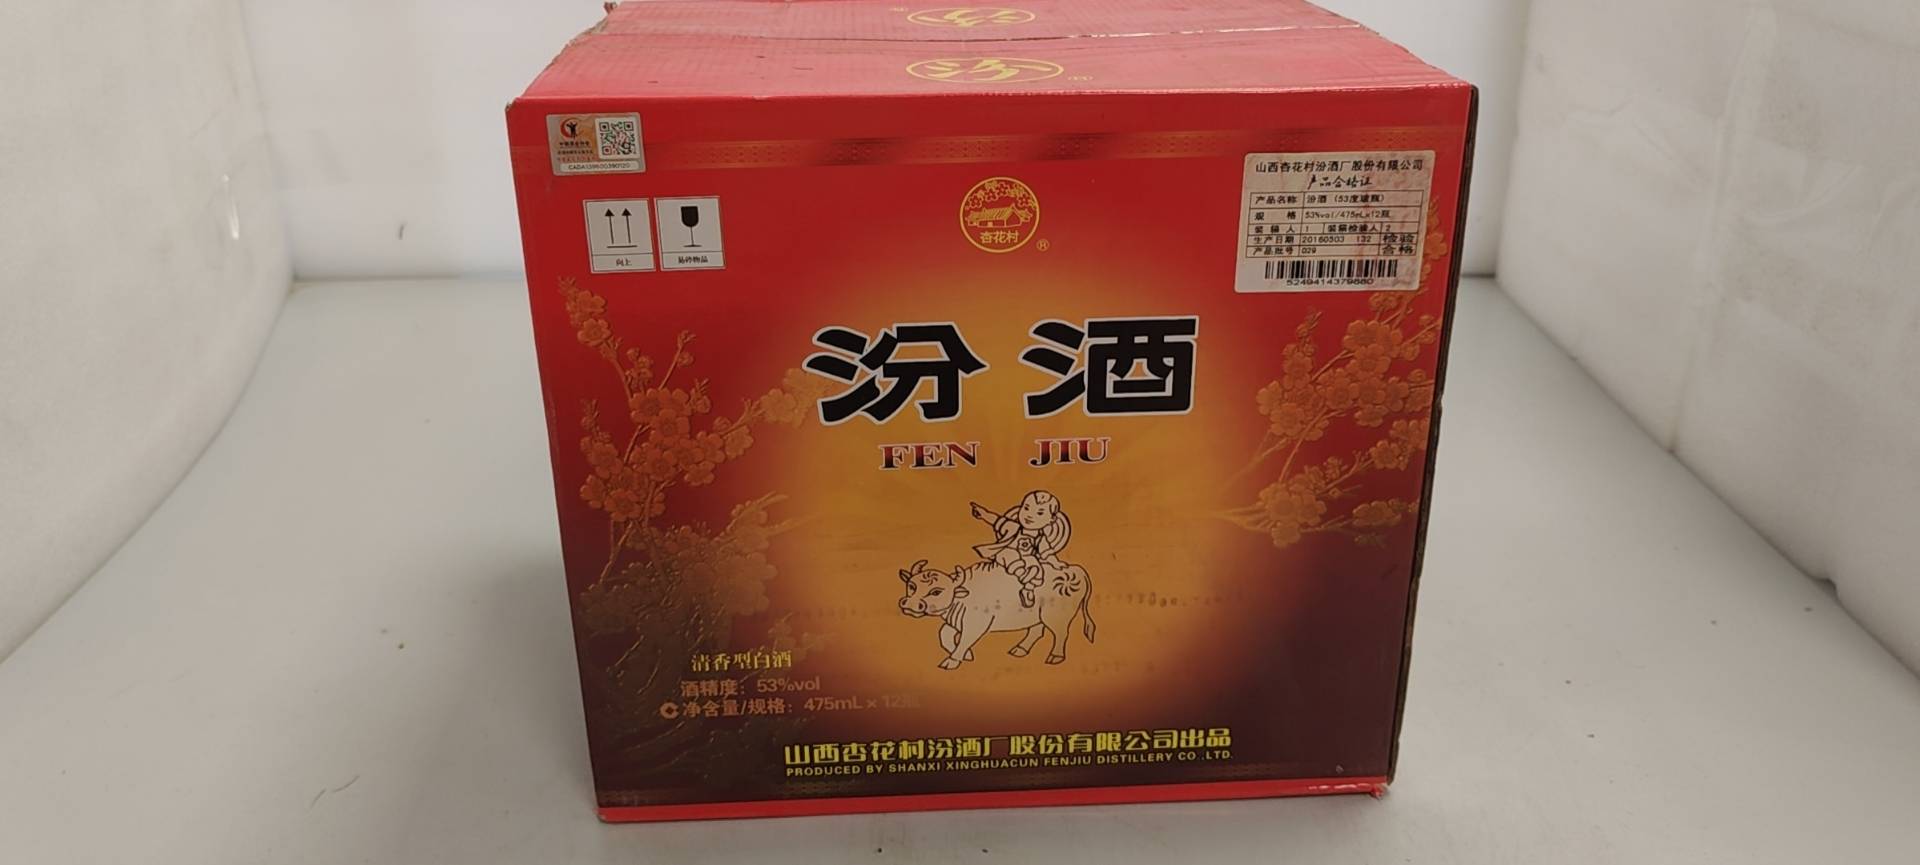 汾
汾
CADA139600390120
向上
易碎物品
杏花村
®
山西杏花村汾酒厂股份有限公司
产品合格证
产品名称 汾酒（53度玻瓶）
规格 53%vol/475mL×12瓶
装箱人 1 装箱检验人 2
生产日期 20160303 132 检验
产品批号 029 合格
5249414379880
汾酒
FEN JIU
清香型白酒
酒精度：53%vol
净含量/规格：475mL×12瓶
山西杏花村汾酒厂股份有限公司出品
PRODUCED BY SHANXI XINGHUACUN FENJIU DISTILLERY CO.,LTD.